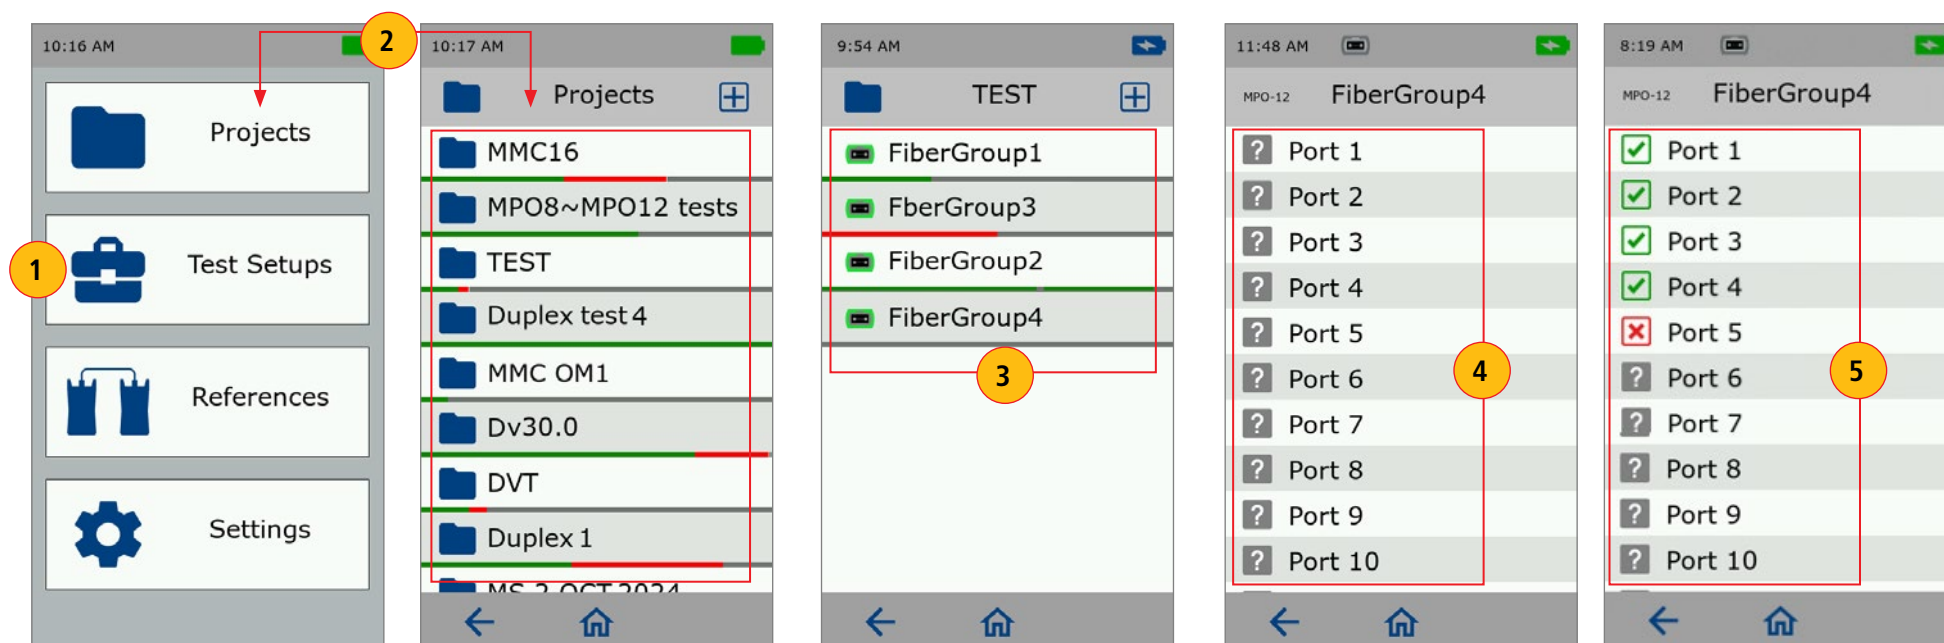 10:16 AM
Projects
Test Setups
References
Settings
1
2
10:17 AM
Projects
MMC16
MPO8~MPO12 tests
TEST
Duplex test 4
MMC OM1
Dv30.0
DVT
Duplex 1
MS 2 OCT 2024
9:54 AM
TEST
FiberGroup1
FberGroup3
FiberGroup2
FiberGroup4
3
11:48 AM
MPO-12 FiberGroup4
? Port 1
? Port 2
? Port 3
? Port 4
? Port 5
? Port 6
? Port 7
? Port 8
? Port 9
? Port 10
4
8:19 AM
MPO-12 FiberGroup4
Port 1
Port 2
Port 3
Port 4
Port 5
? Port 6
? Port 7
? Port 8
? Port 9
? Port 10
5